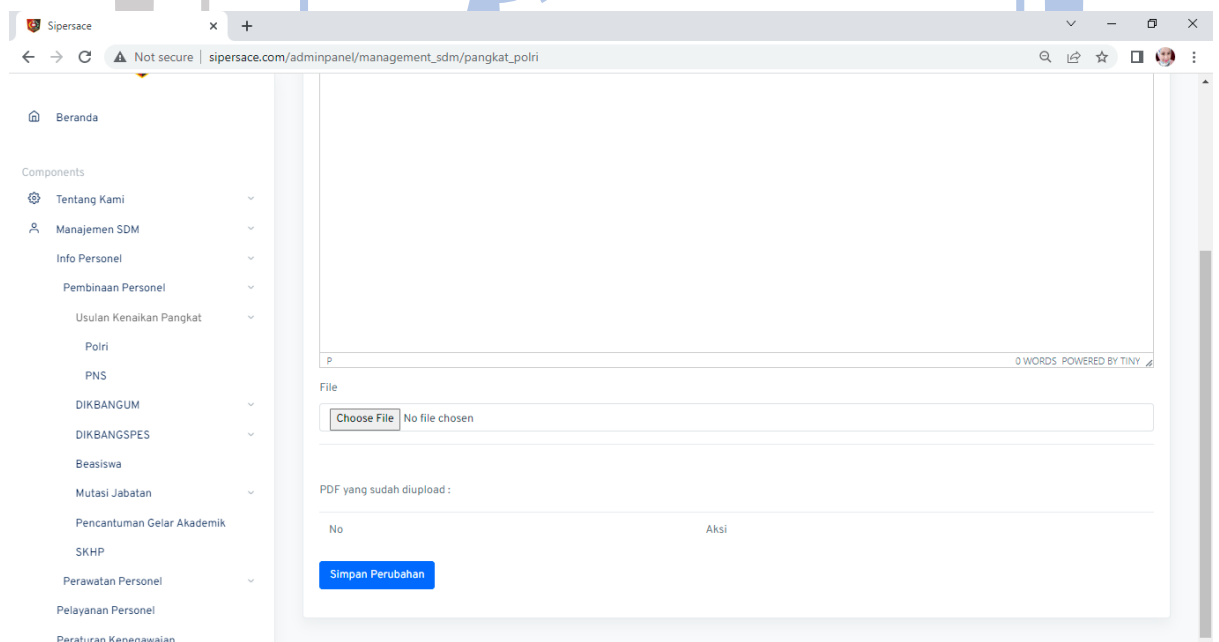 Sipersace
Not secure | sipersace.com/adminpanel/management_sdm/pangkat_polri
Beranda
Components
Tentang Kami
Manajemen SDM
Info Personel
Pembinaan Personel
Usulan Kenaikan Pangkat
Polri
PNS
DIKBANGUM
DIKBANGSPES
Beasiswa
Mutasi Jabatan
Pencantuman Gelar Akademik
SKHP
Perawatan Personel
Pelayanan Personel
Peraturan Kepegawaian
P 0 WORDS POWERED BY TINY
File
Choose File No file chosen
PDF yang sudah diupload :
No Aksi
Simpan Perubahan